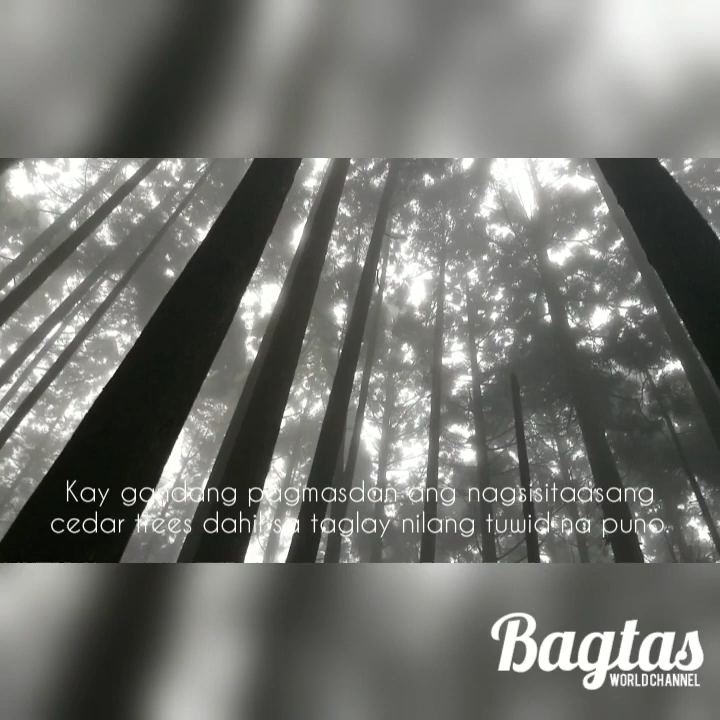 Kay gandang pagmasdan ang nagsisitaasang
cedar trees dahil sa taglay nilang tuwid na puno.
Bagtas
WORLD CHANNEL